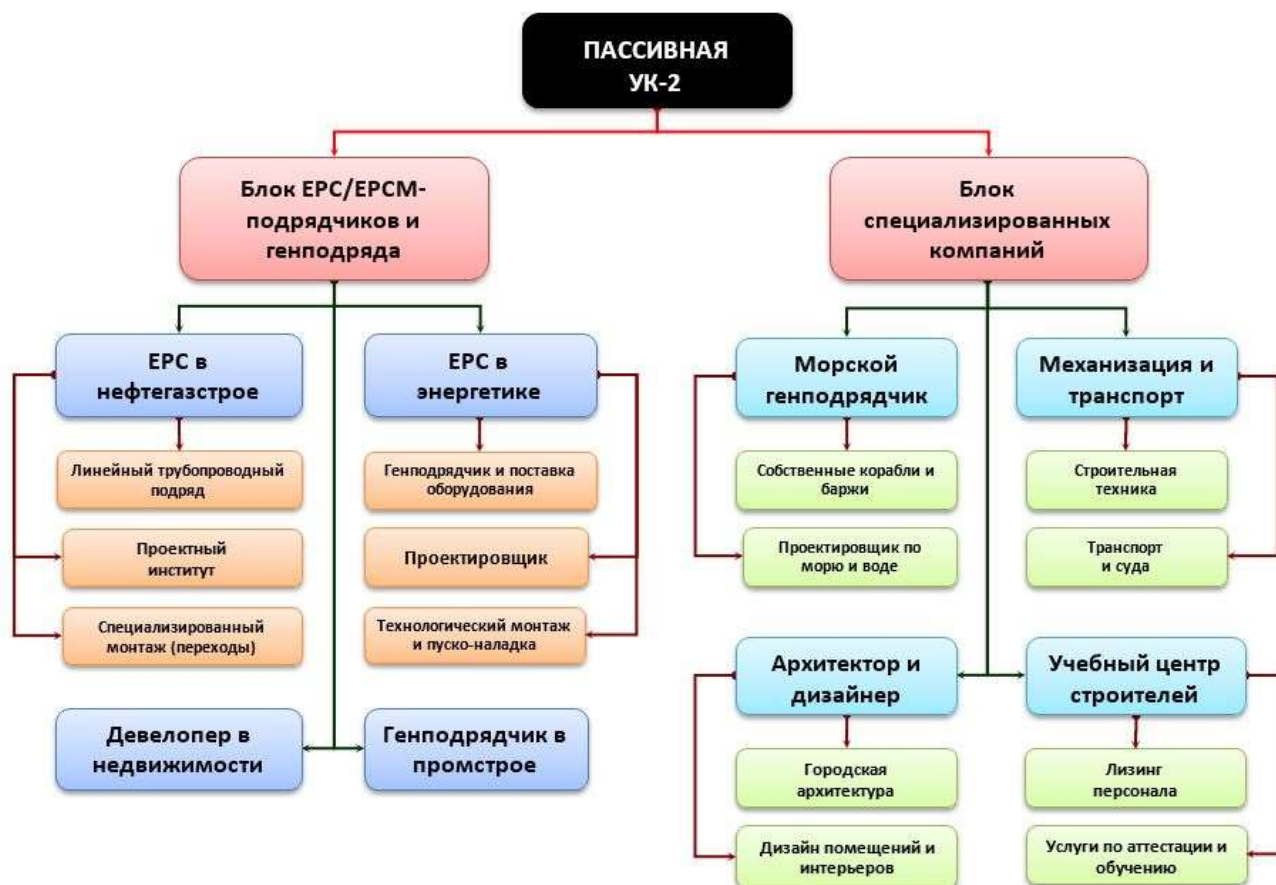 ПАССИВНАЯ
УК-2
Блок EPC/EPCM-
подрядчиков и
генподряда
Блок
специализированных
компаний
EPC в
нефтегазстрое
EPC в
энергетике
Морской
генподрядчик
Механизация и
транспорт
Линейный трубопроводный
подряд
Генподрядчик и поставка
оборудования
Собственные корабли и
баржи
Строительная
техника
Проектный
институт
Проектировщик
Проектировщик по
морю и воде
Транспорт
и суда
Специализированный
монтаж (переходы)
Технологический монтаж
и пуско-наладка
Архитектор и
дизайнер
Учебный центр
строителей
Девелопер в
недвижимости
Генподрядчик в
промстрое
Городская
архитектура
Лизинг
персонала
Дизайн помещений и
интерьеров
Услуги по аттестации и
обучению